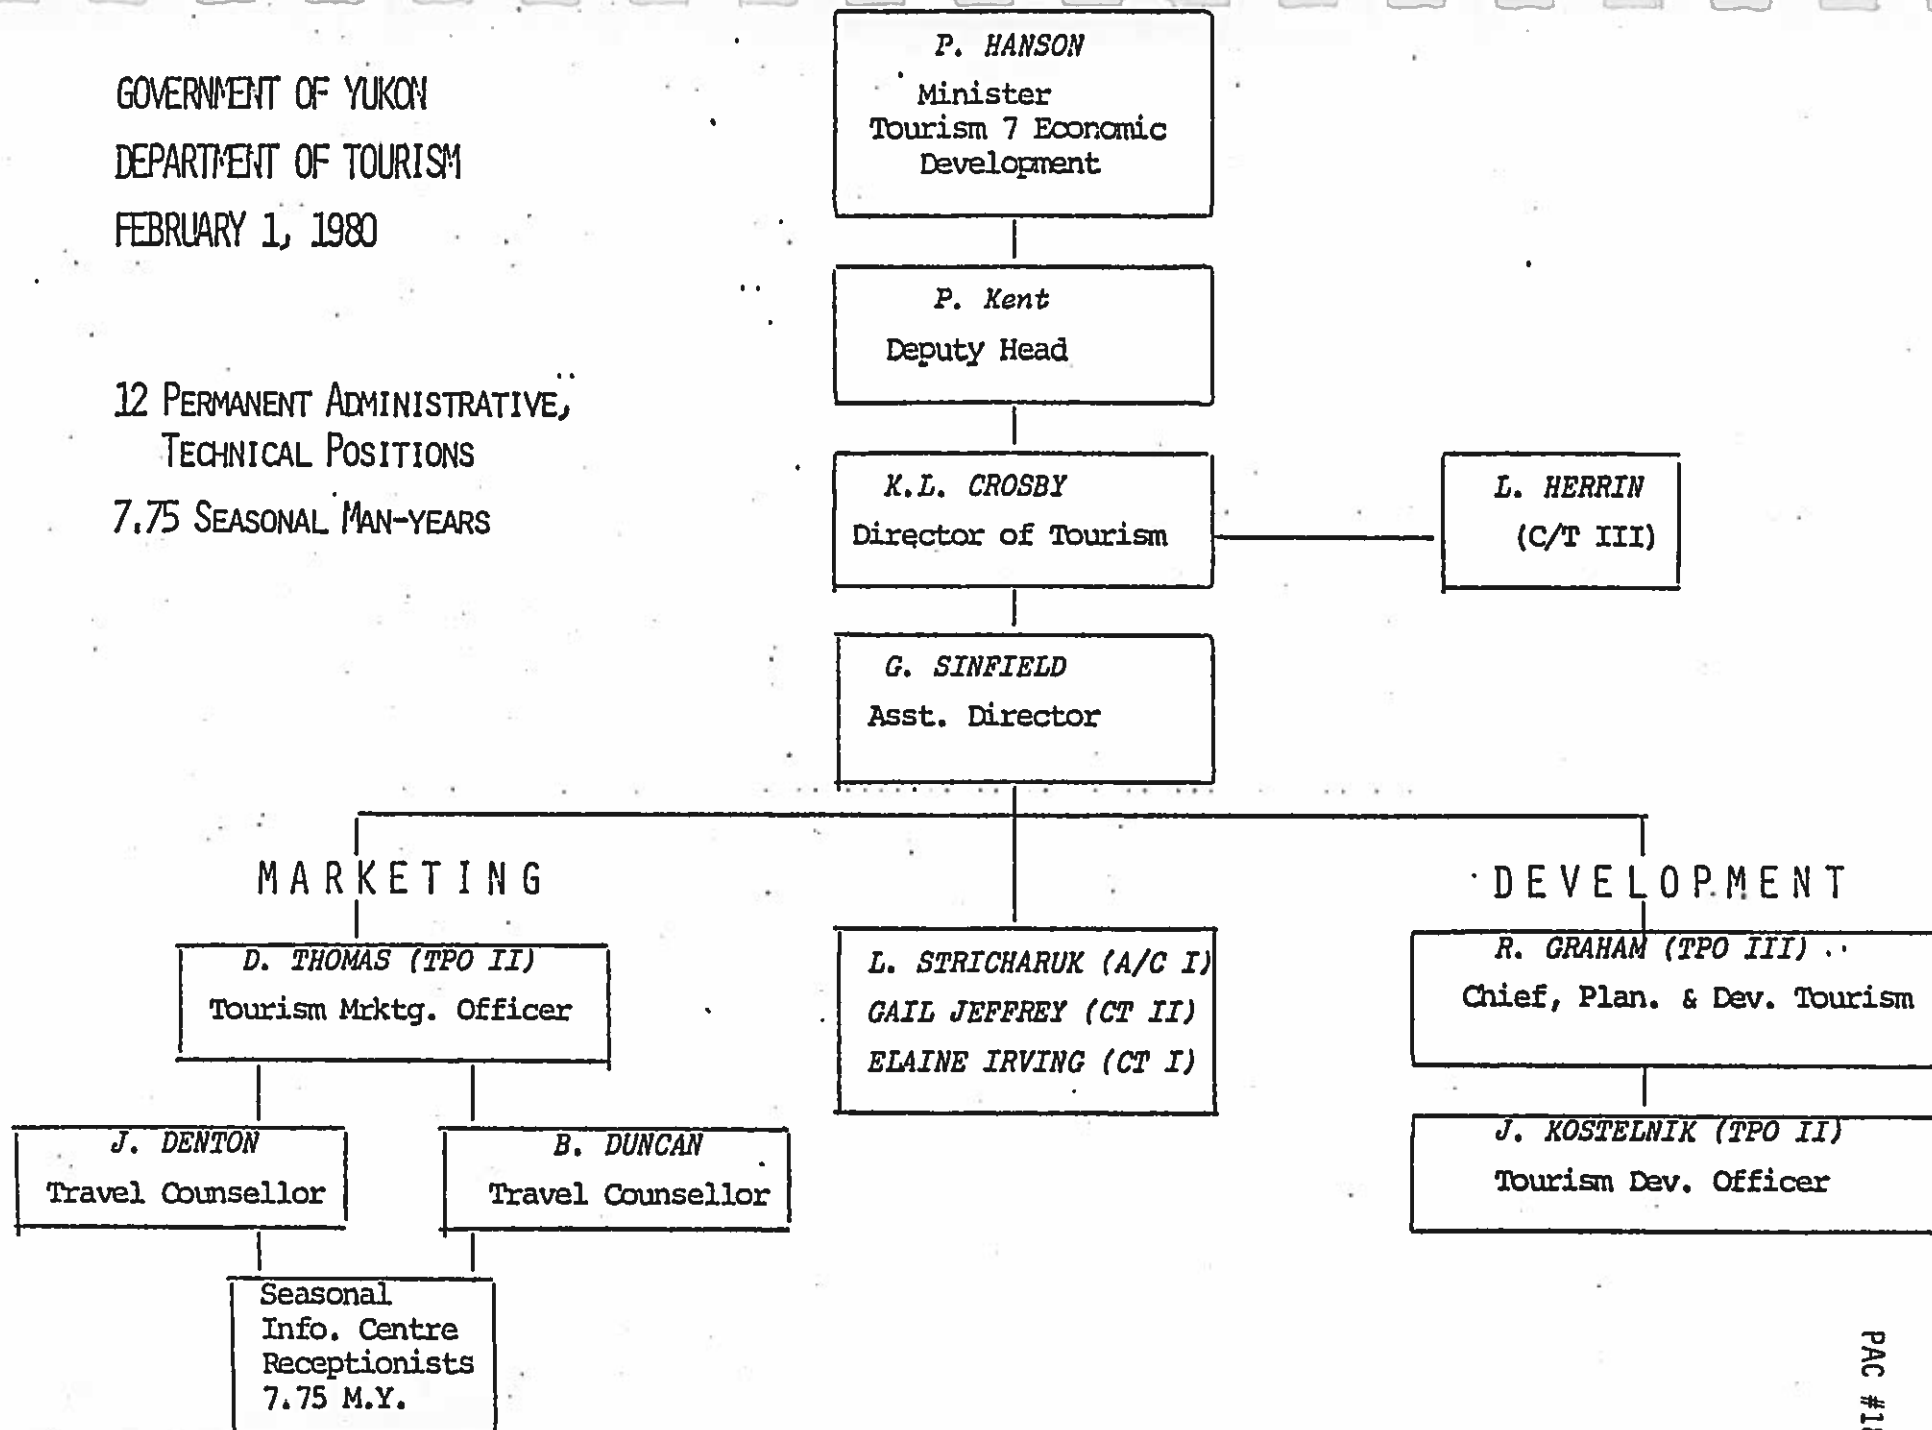 GOVERNMENT OF YUKON
DEPARTMENT OF TOURISM
FEBRUARY 1, 1980
12 PERMANENT ADMINISTRATIVE,
TECHNICAL POSITIONS
7.75 SEASONAL MAN-YEARS
P. HANSON
Minister
Tourism 7 Economic
Development
P. Kent
Deputy Head
K.L. CROSBY
Director of Tourism
L. HERRIN
(C/T III)
G. SINFIELD
Asst. Director
MARKETING
DEVELOPMENT
D. THOMAS (TPO II)
Tourism Mrktg. Officer
L. STRICHARUK (A/C I)
GAIL JEFFREY (CT II)
ELAINE IRVING (CT I)
R. GRAHAM (TPO III)
Chief, Plan. & Dev. Tourism
J. DENTON
Travel Counsellor
B. DUNCAN
Travel Counsellor
J. KOSTELNIK (TPO II)
Tourism Dev. Officer
Seasonal
Info. Centre
Receptionists
7.75 M.Y.
PAC